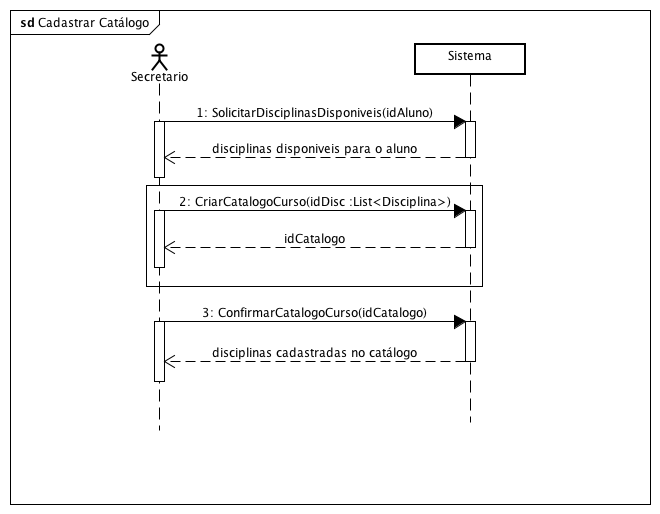 sd Cadastrar Catálogo
Secretario
Sistema
1: SolicitarDisciplinasDisponiveis(idAluno)
disciplinas disponiveis para o aluno
2: CriarCatalogoCurso(idDisc :List<Disciplina>)
idCatalogo
3: ConfirmarCatalogoCurso(idCatalogo)
disciplinas cadastradas no catálogo